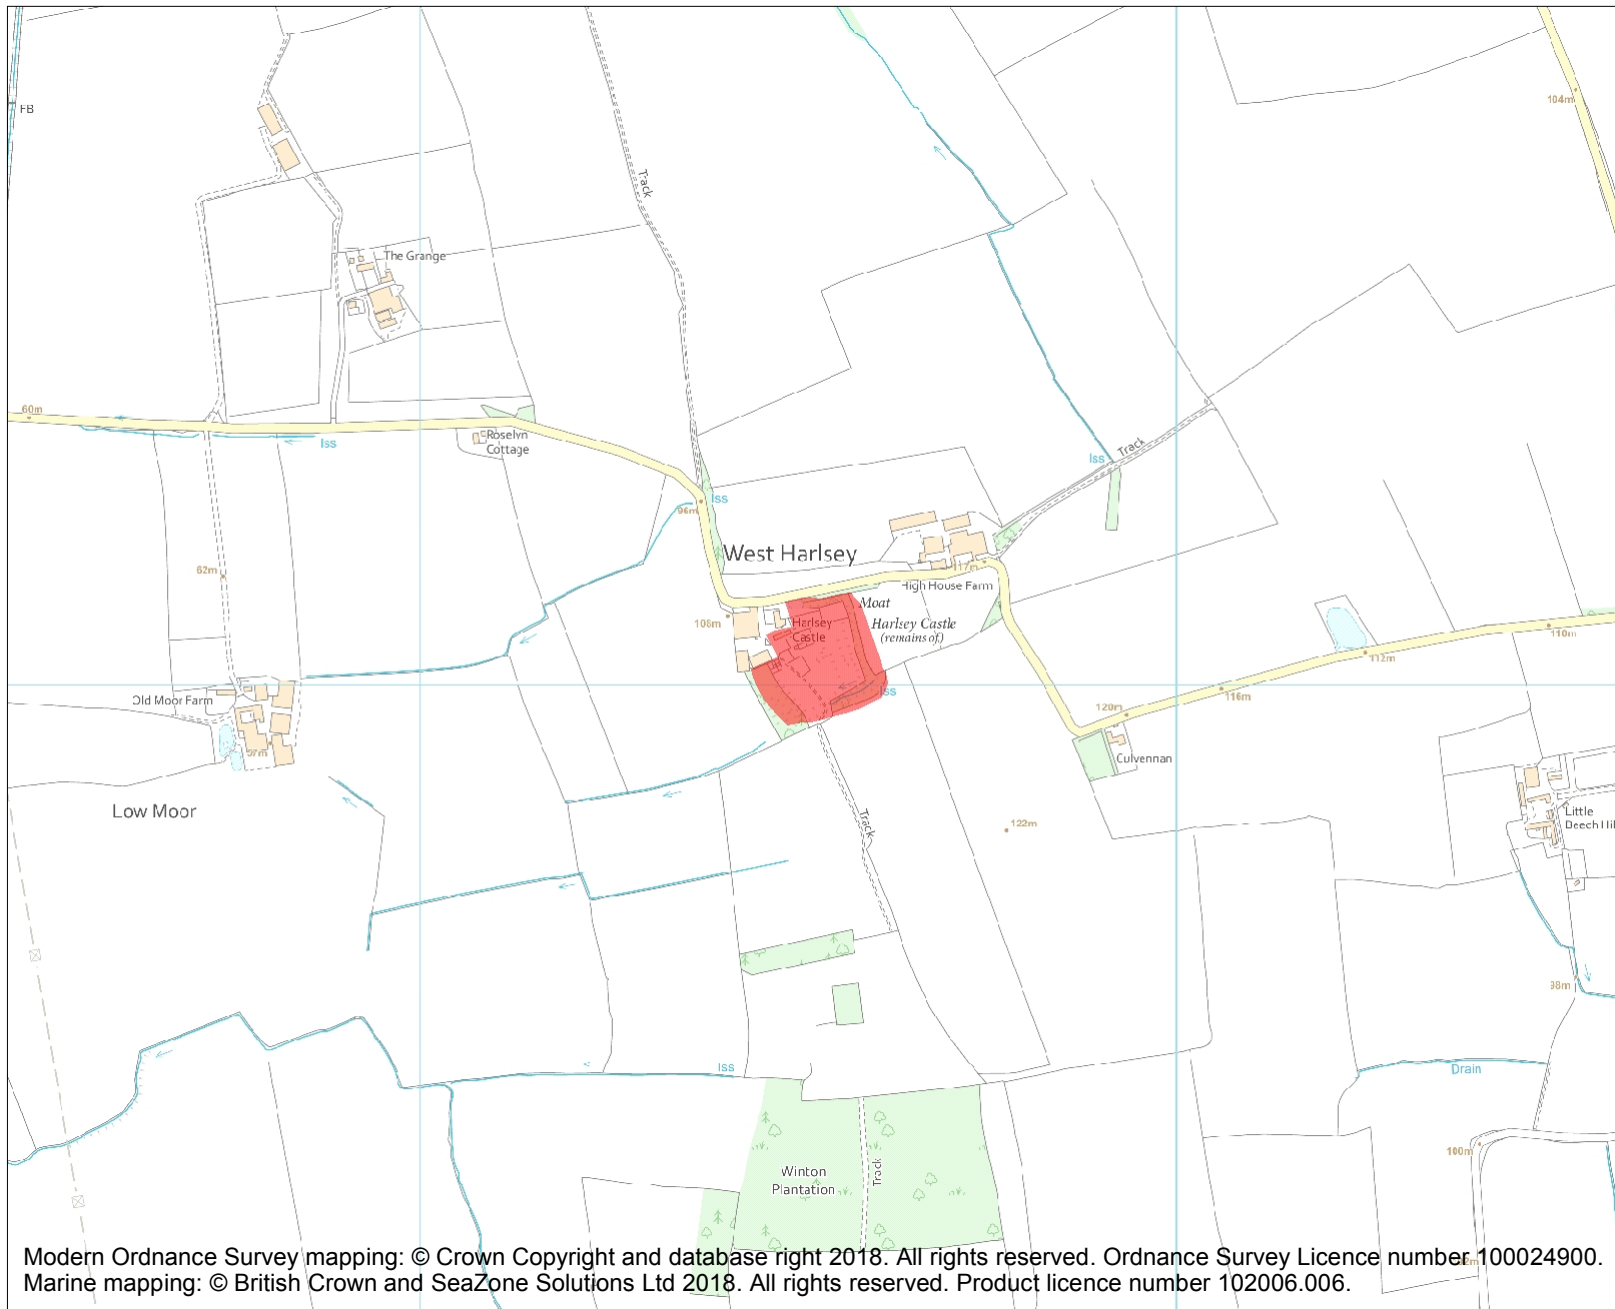 104m
FB
Track
The Grange
60m
Iss
Roselyn
Cottage
Iss
Track
96m
Iss
West Harlsey
62m
117m
High House Farm
Moat
108m
Harlsey
Castle
Harlsey Castle
(remains of)
110m
112m
Iss
116m
Old Moor Farm
120m
Culvennan
Low Moor
Track
122m
Little
98m
Iss
Drain
100m
Winton
Plantation
Track
Modern Ordnance Survey mapping: © Crown Copyright and database right 2018. All rights reserved. Ordnance Survey Licence number 100024900.
Marine mapping: © British Crown and SeaZone Solutions Ltd 2018. All rights reserved. Product licence number 102006.006.